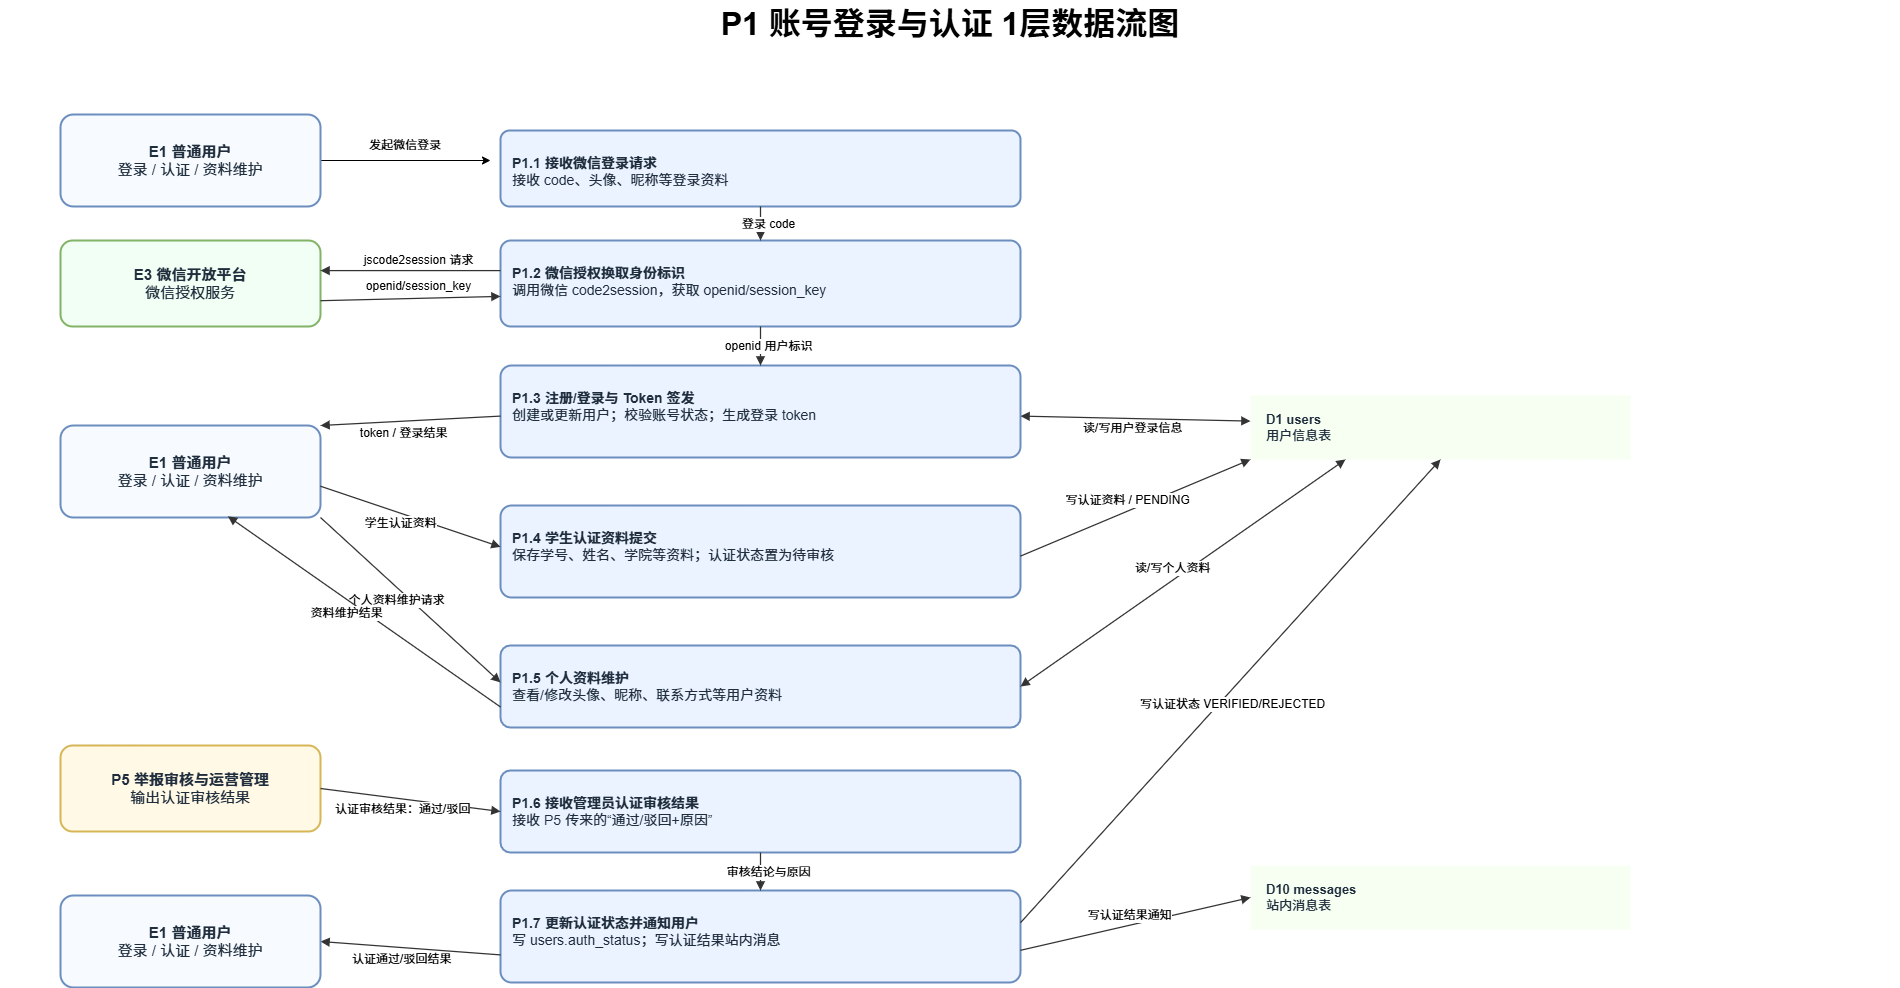 P1 账号登录与认证 1层数据流图
E1 普通用户
登录 / 认证 / 资料维护
发起微信登录
P1.1 接收微信登录请求
接收 code、头像、昵称等登录资料
登录 code
E3 微信开放平台
微信授权服务
jscode2session 请求
openid/session_key
P1.2 微信授权换取身份标识
调用微信 code2session，获取 openid/session_key
openid 用户标识
P1.3 注册/登录与 Token 签发
创建或更新用户；校验账号状态；生成登录 token
token / 登录结果
读/写用户登录信息
D1 users
用户信息表
E1 普通用户
登录 / 认证 / 资料维护
学生认证资料
P1.4 学生认证资料提交
保存学号、姓名、学院等资料；认证状态置为待审核
写认证资料 / PENDING
读/写个人资料
个人资料维护请求
资料维护结果
P1.5 个人资料维护
查看/修改头像、昵称、联系方式等用户资料
写认证状态 VERIFIED/REJECTED
P5 举报审核与运营管理
输出认证审核结果
认证审核结果：通过/驳回
P1.6 接收管理员认证审核结果
接收 P5 传来的“通过/驳回+原因”
审核结论与原因
E1 普通用户
登录 / 认证 / 资料维护
认证通过/驳回结果
P1.7 更新认证状态并通知用户
写 users.auth_status；写认证结果站内消息
写认证结果通知
D10 messages
站内消息表